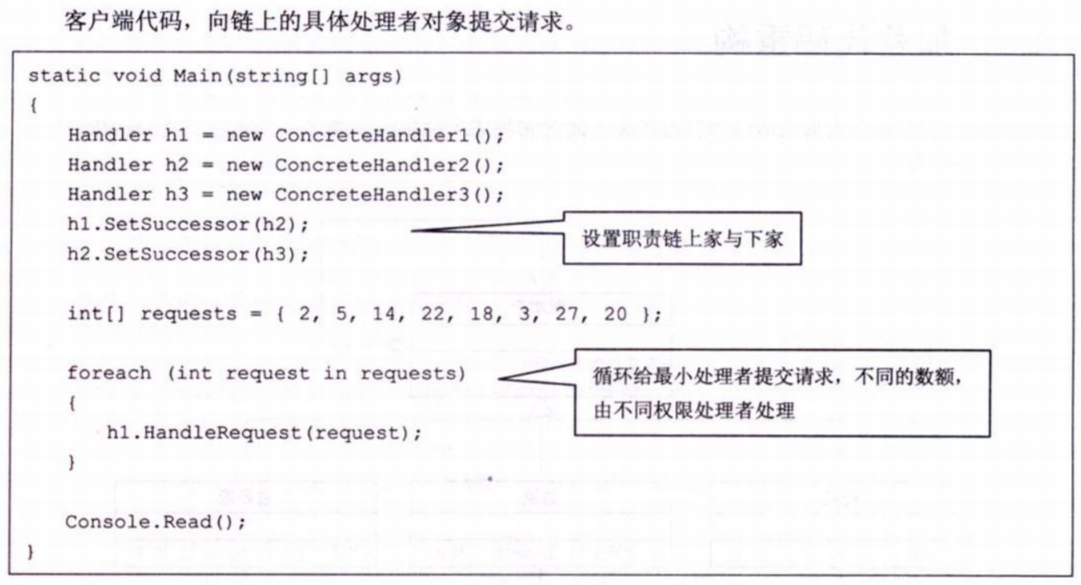 客户端代码，向链上的具体处理者对象提交请求。
static void Main(string[] args)
{
Handler h1 = new ConcreteHandler1();
Handler h2 = new ConcreteHandler2();
Handler h3 = new ConcreteHandler3();
h1.SetSuccessor(h2);
设置职责链上家与下家
h2.SetSuccessor(h3);
int[] requests = { 2, 5, 14, 22, 18, 3, 27, 20 };
foreach (int request in requests)
循环给最小处理者提交请求，不同的数额，
由不同权限处理者处理
{
h1.HandleRequest(request);
}
Console.Read();
}